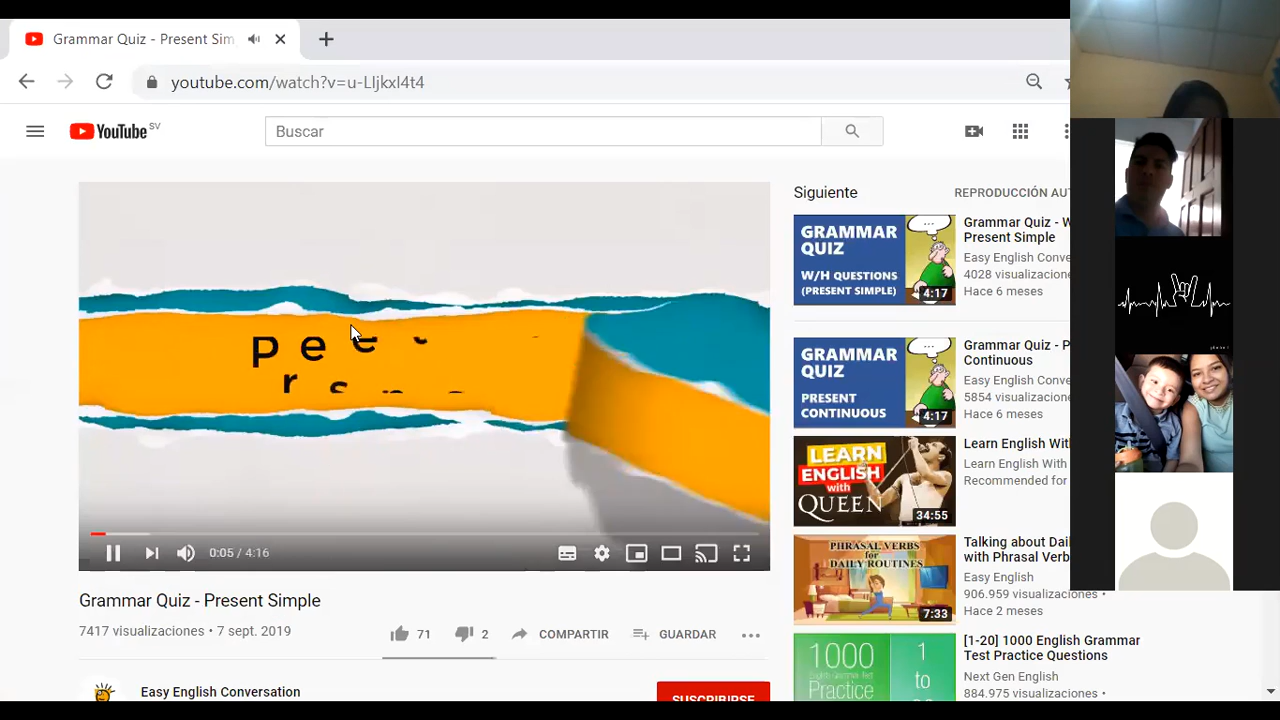 Grammar Quiz - Present Sim
youtube.com/watch?v=u-LIjkxI4t4
YouTube SV
Buscar
Siguiente
REPRODUCCIÓN AUT
GRAMMAR
QUIZ
W/H QUESTIONS
(PRESENT SIMPLE)
4:17
Grammar Quiz - W
Present Simple
Easy English Conve
4028 visualizacione
Hace 6 meses
GRAMMAR
QUIZ
PRESENT
CONTINUOUS
4:17
Grammar Quiz - P
Continuous
Easy English Conve
5854 visualizacione
Hace 6 meses
LEARN
ENGLISH
with
QUEEN
34:55
Learn English Wit
Learn English With
Recommended for
PHRASAL VERBS
for
DAILY ROUTINES
7:33
Talking about Dai
with Phrasal Verb
Easy English
906.959 visualizaciones •
Hace 2 meses
1000
English Grammar
Test
Practice
1
to
[1-20] 1000 English Grammar
Test Practice Questions
Next Gen English
884.975 visualizaciones •
0:05 / 4:16
Grammar Quiz - Present Simple
7417 visualizaciones • 7 sept. 2019
71
2
COMPARTIR
GUARDAR
Easy English Conversation
SUSCRIBIRSE